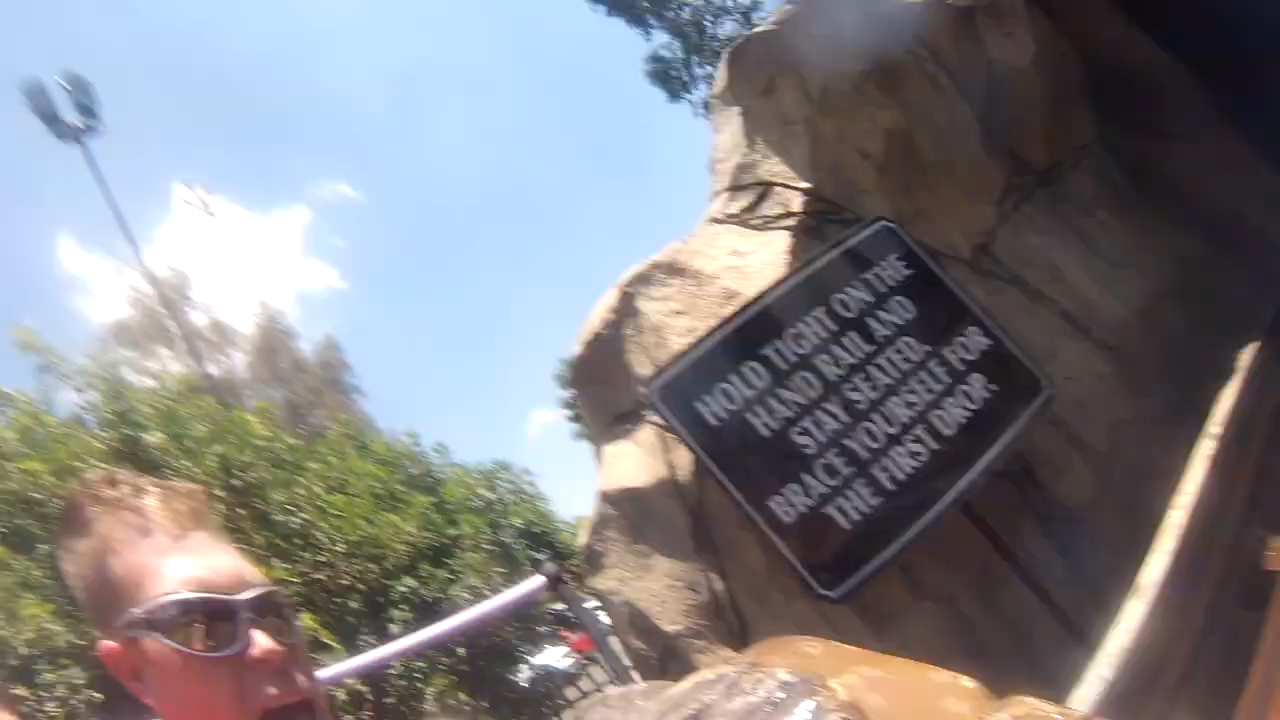 HOLD TIGHT ON THE
HAND RAIL AND
STAY SEATED.
BRACE YOURSELF FOR
THE FIRST DROP.